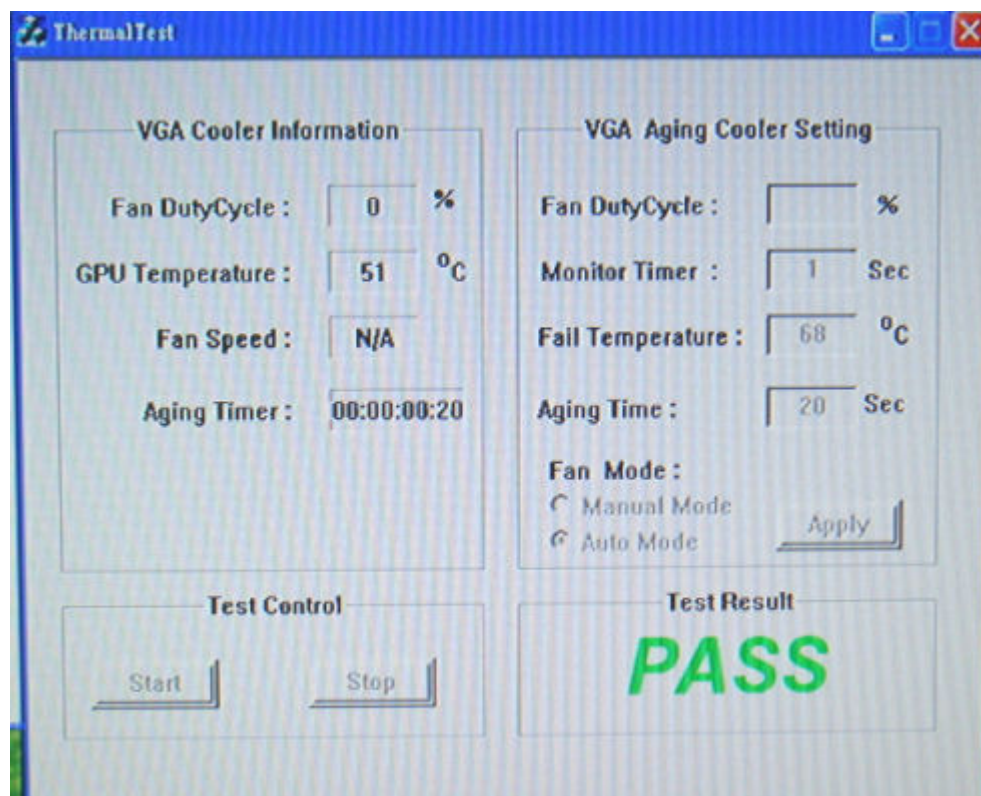 ThermalTest
VGA Cooler Information
Fan DutyCycle : 0 %
GPU Temperature : 51 °C
Fan Speed : N/A
Aging Timer : 00:00:00:20
VGA Aging Cooler Setting
Fan DutyCycle : %
Monitor Timer : 1 Sec
Fail Temperature : 68 °C
Aging Time : 20 Sec
Fan Mode :
Manual Mode
Auto Mode
Apply
Test Control
Start Stop
Test Result
PASS